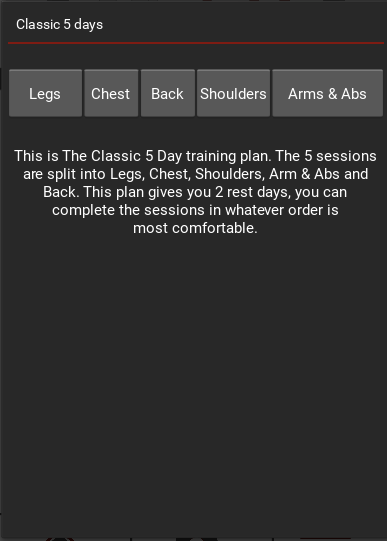 Classic 5 days
Legs Chest Back Shoulders Arms & Abs
This is The Classic 5 Day training plan. The 5 sessions
are split into Legs, Chest, Shoulders, Arm & Abs and
Back. This plan gives you 2 rest days, you can
complete the sessions in whatever order is
most comfortable.